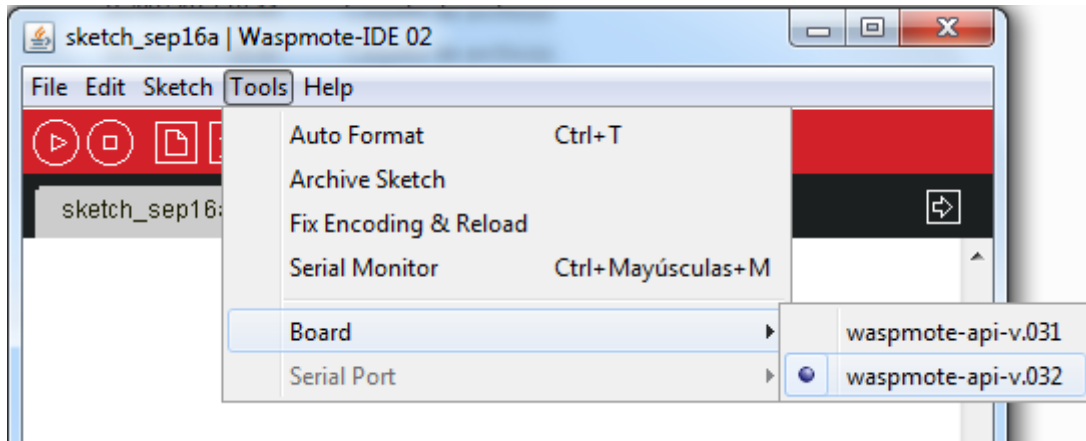 sketch_sep16a | Waspmote-IDE 02
File Edit Sketch Tools Help
Auto Format Ctrl+T
Archive Sketch
sketch_sep16a
Fix Encoding & Reload
Serial Monitor Ctrl+Mayúsculas+M
Board
waspmote-api-v.031
Serial Port
waspmote-api-v.032